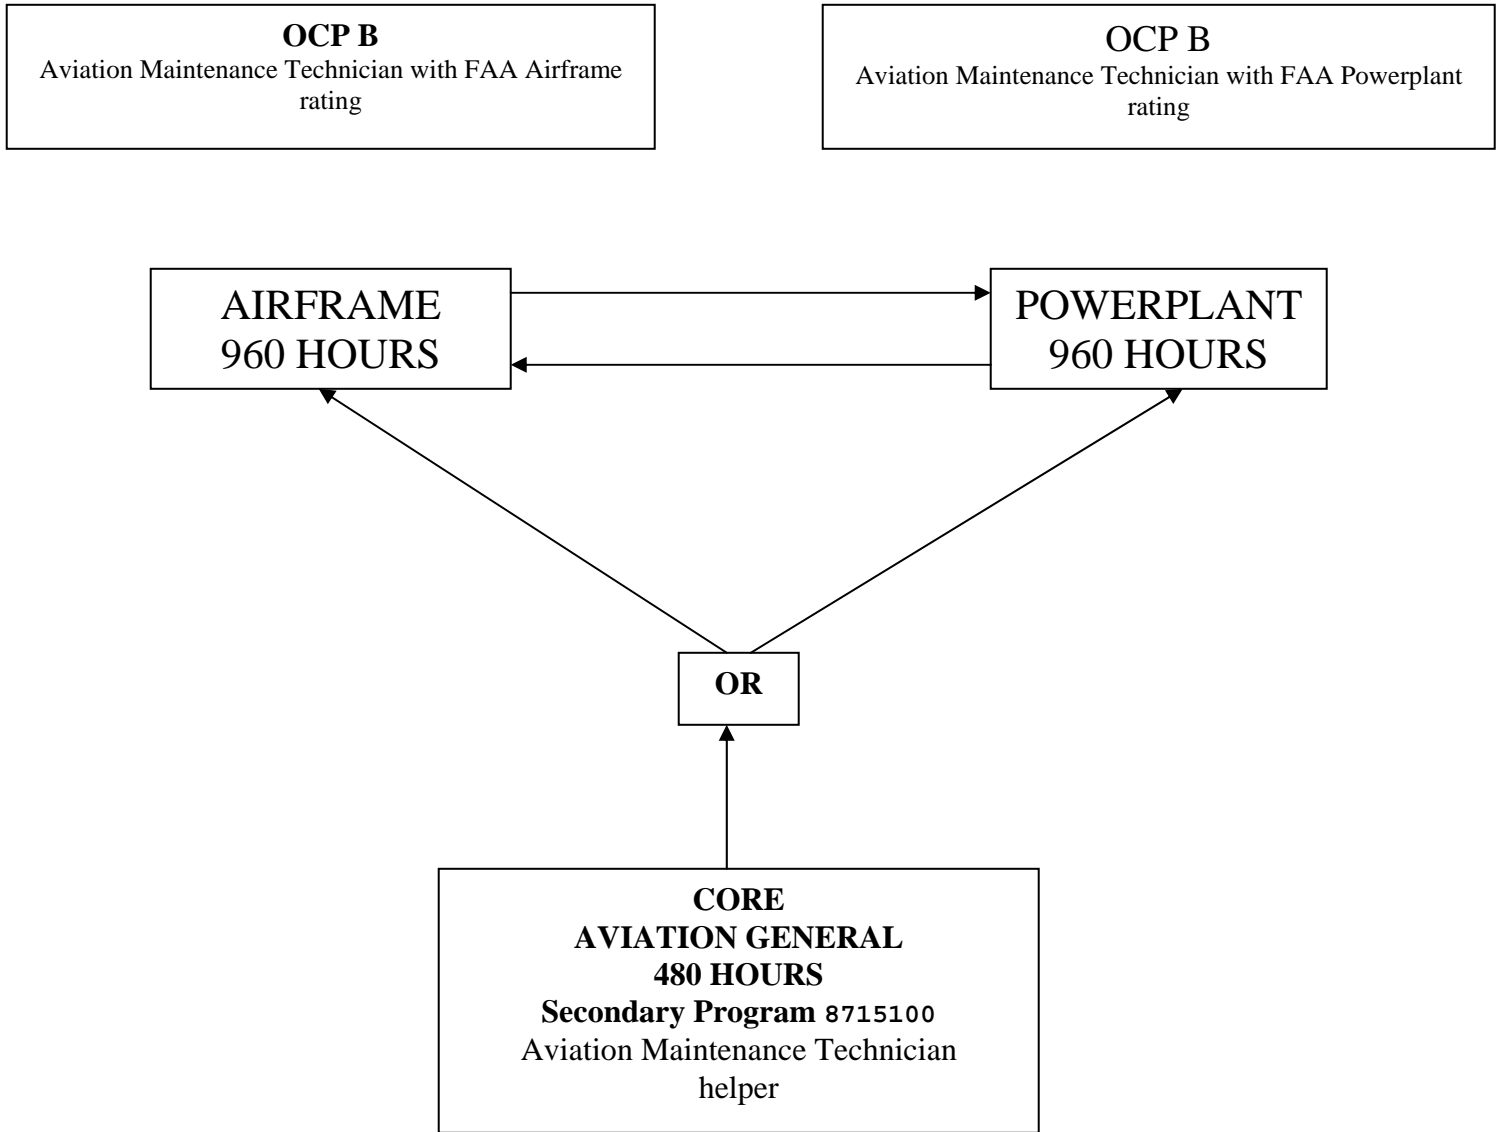 OCP B
Aviation Maintenance Technician with FAA Airframe
rating
OCP B
Aviation Maintenance Technician with FAA Powerplant
rating
AIRFRAME
960 HOURS
POWERPLANT
960 HOURS
OR
CORE
AVIATION GENERAL
480 HOURS
Secondary Program 8715100
Aviation Maintenance Technician
helper